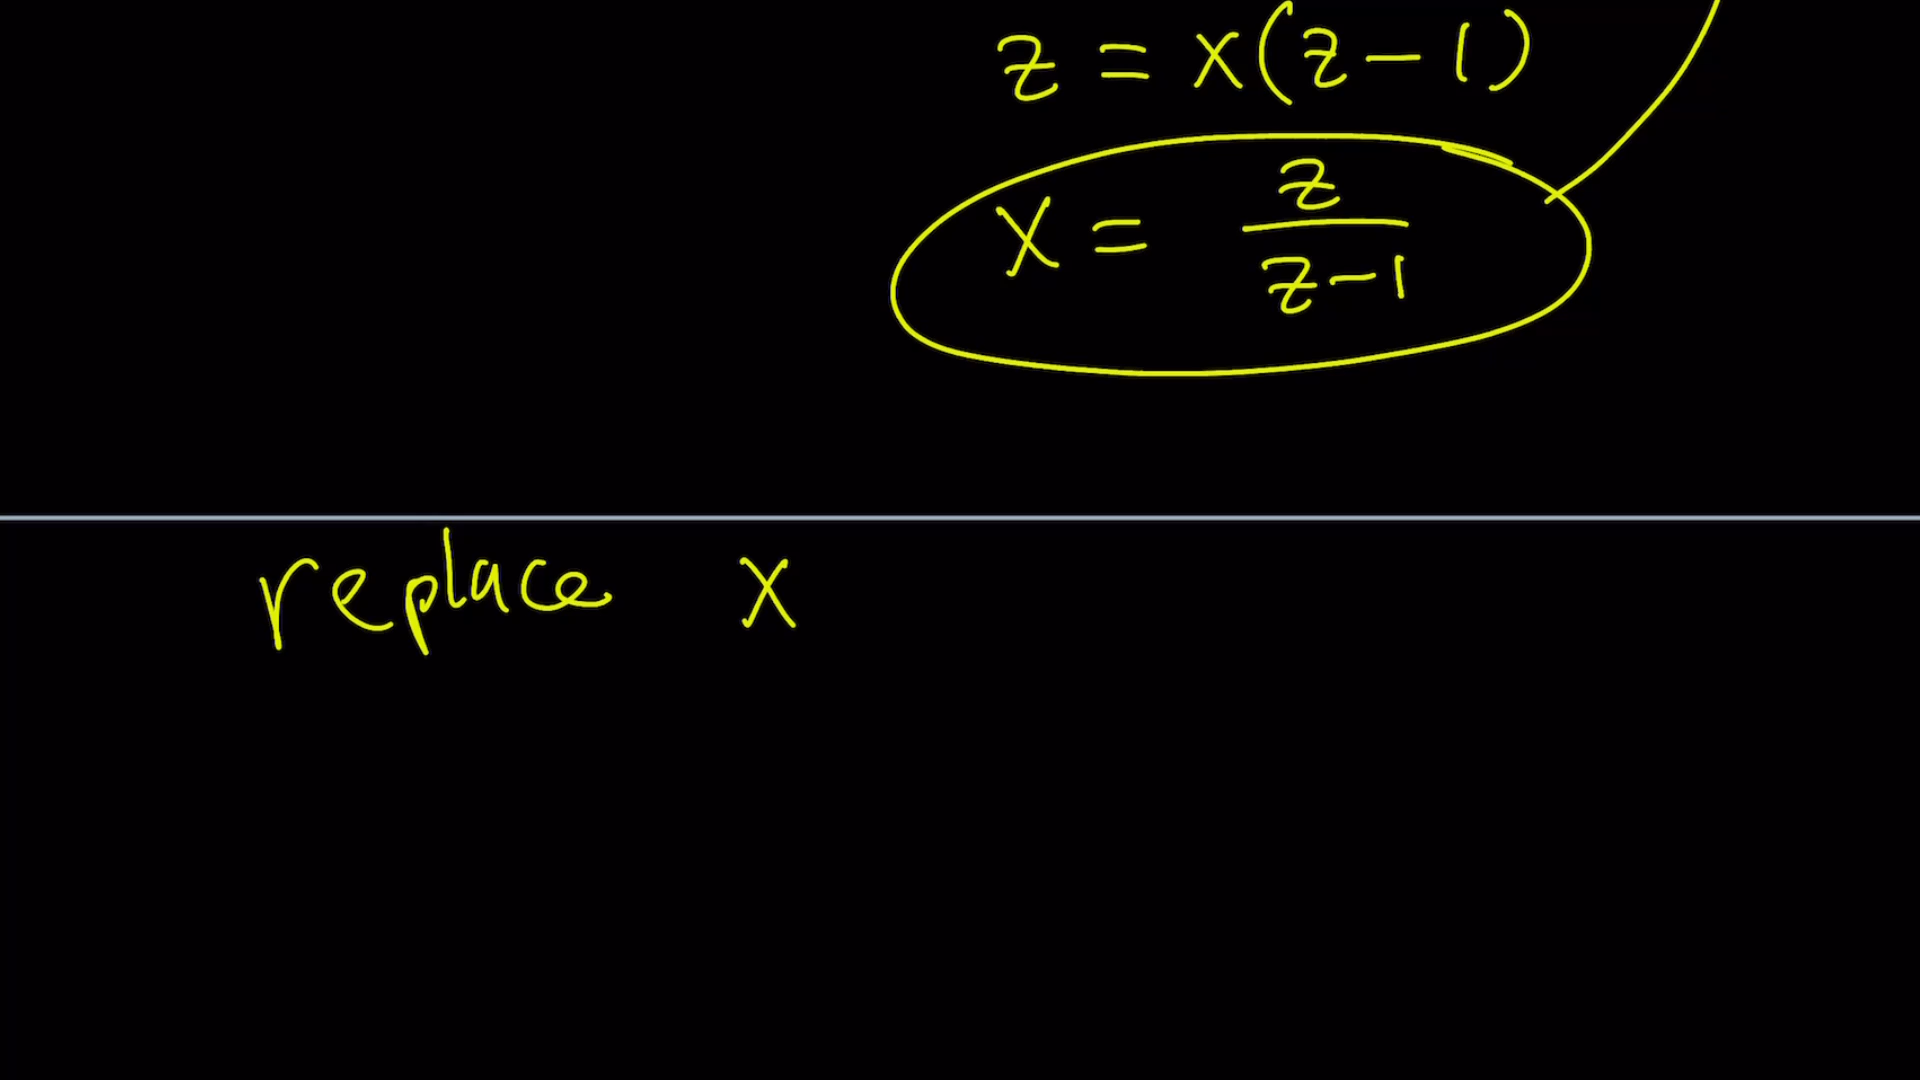 z = x(z - 1)
x = z/(z-1)
replace x